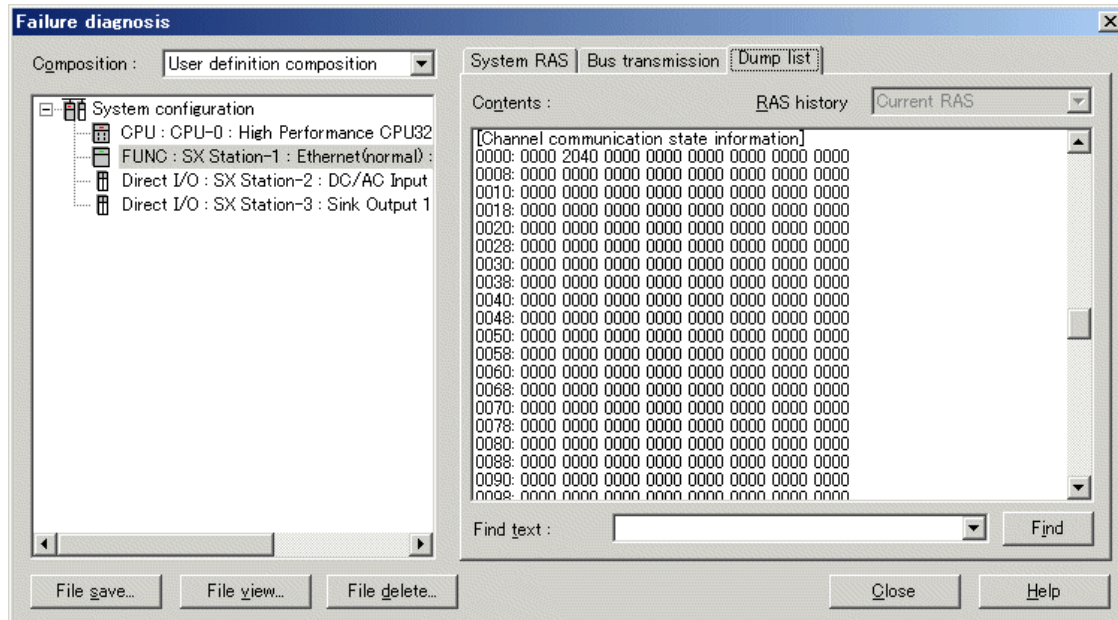 Failure diagnosis
Composition : User definition composition
System configuration
CPU : CPU-0 : High Performance CPU32
FUNC : SX Station-1 : Ethernet(normal) :
Direct I/O : SX Station-2 : DC/AC Input
Direct I/O : SX Station-3 : Sink Output 1
System RAS Bus transmission Dump list
Contents : RAS history Current RAS
[Channel communication state information]
0000: 0000 2040 0000 0000 0000 0000 0000 0000
0008: 0000 0000 0000 0000 0000 0000 0000 0000
0010: 0000 0000 0000 0000 0000 0000 0000 0000
0018: 0000 0000 0000 0000 0000 0000 0000 0000
0020: 0000 0000 0000 0000 0000 0000 0000 0000
0028: 0000 0000 0000 0000 0000 0000 0000 0000
0030: 0000 0000 0000 0000 0000 0000 0000 0000
0038: 0000 0000 0000 0000 0000 0000 0000 0000
0040: 0000 0000 0000 0000 0000 0000 0000 0000
0048: 0000 0000 0000 0000 0000 0000 0000 0000
0050: 0000 0000 0000 0000 0000 0000 0000 0000
0058: 0000 0000 0000 0000 0000 0000 0000 0000
0060: 0000 0000 0000 0000 0000 0000 0000 0000
0068: 0000 0000 0000 0000 0000 0000 0000 0000
0070: 0000 0000 0000 0000 0000 0000 0000 0000
0078: 0000 0000 0000 0000 0000 0000 0000 0000
0080: 0000 0000 0000 0000 0000 0000 0000 0000
0088: 0000 0000 0000 0000 0000 0000 0000 0000
0090: 0000 0000 0000 0000 0000 0000 0000 0000
0098: 0000 0000 0000 0000 0000 0000 0000 0000
Find text : Find
File save... File view... File delete... Close Help